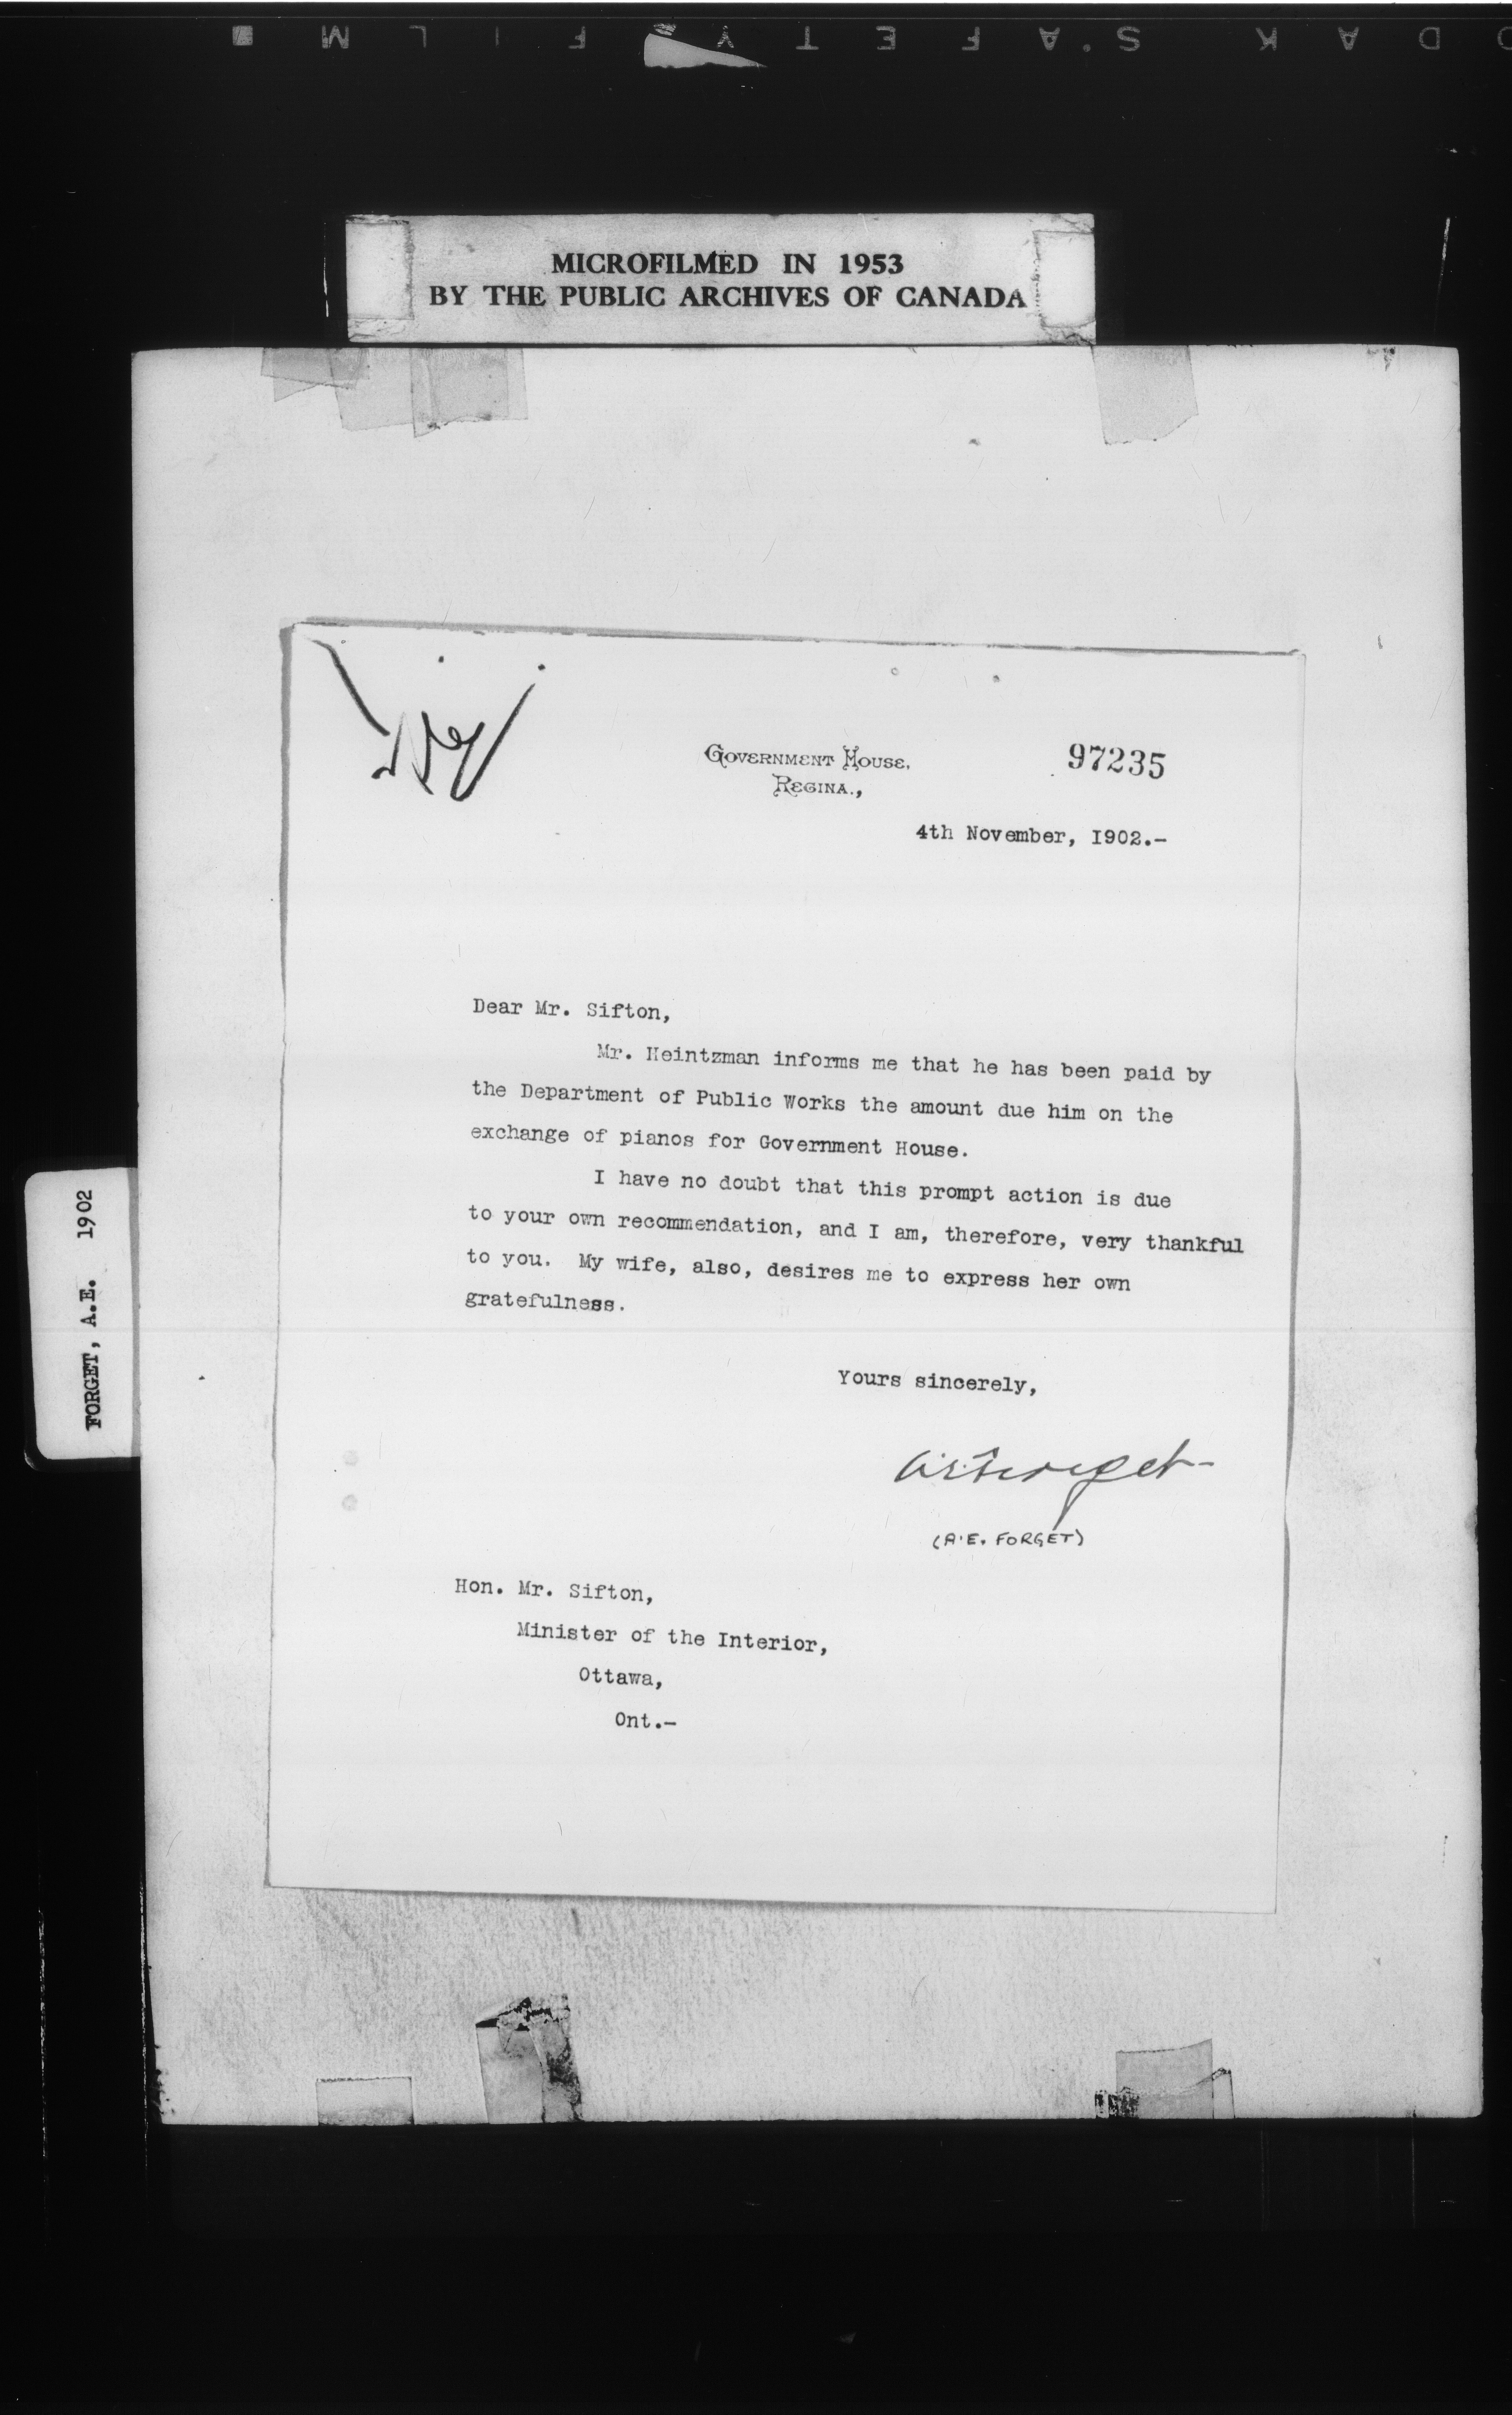 MICROFILMED IN 1953
BY THE PUBLIC ARCHIVES OF CANADA
FORGET, A.E. 1902
GOVERNMENT HOUSE,
REGINA.,
97235
4th November, 1902.-
Dear Mr. Sifton,
Mr. Heintzman informs me that he has been paid by
the Department of Public Works the amount due him on the
exchange of pianos for Government House.
I have no doubt that this prompt action is due
to your own recommendation, and I am, therefore, very thankful
to you. My wife, also, desires me to express her own
gratefulness.
Yours sincerely,
A.E. Forget
(A.E. FORGET)
Hon. Mr. Sifton,
Minister of the Interior,
Ottawa,
Ont.-